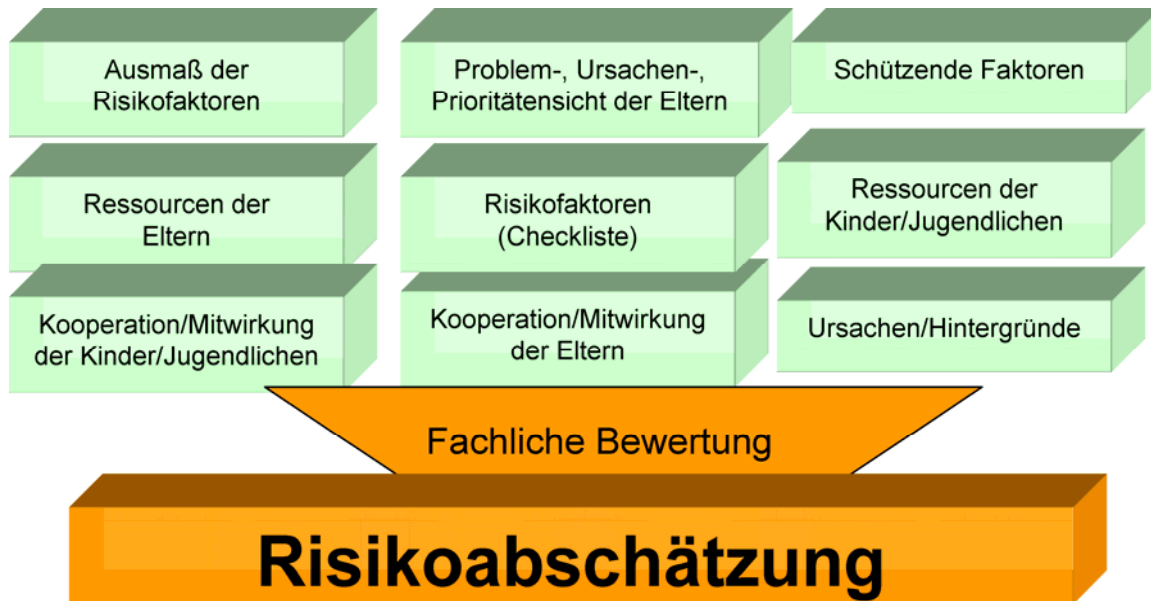 Ausmaß der
Risikofaktoren
Problem-, Ursachen-,
Prioritätensicht der Eltern
Schützende Faktoren
Ressourcen der
Eltern
Risikofaktoren
(Checkliste)
Ressourcen der
Kinder/Jugendlichen
Kooperation/Mitwirkung
der Kinder/Jugendlichen
Kooperation/Mitwirkung
der Eltern
Ursachen/Hintergründe
Fachliche Bewertung
Risikoabschätzung